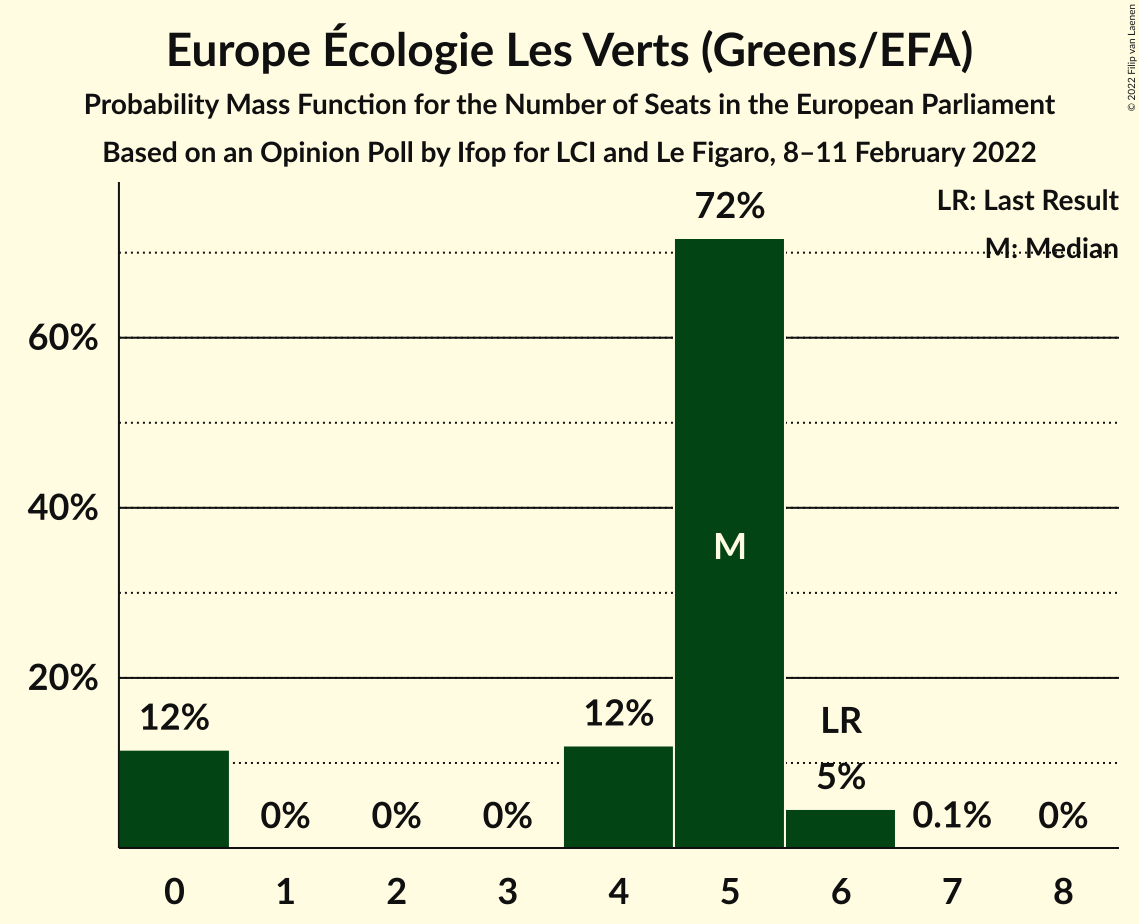 Europe Écologie Les Verts (Greens/EFA)
Probability Mass Function for the Number of Seats in the European Parliament
Based on an Opinion Poll by Ifop for LCI and Le Figaro, 8–11 February 2022
© 2022 Filip van Laenen
LR: Last Result
M: Median
72%
60%
40%
M
20%
12%
12%
LR
5%
0%
0%
0%
0.1%
0%
0 1 2 3 4 5 6 7 8